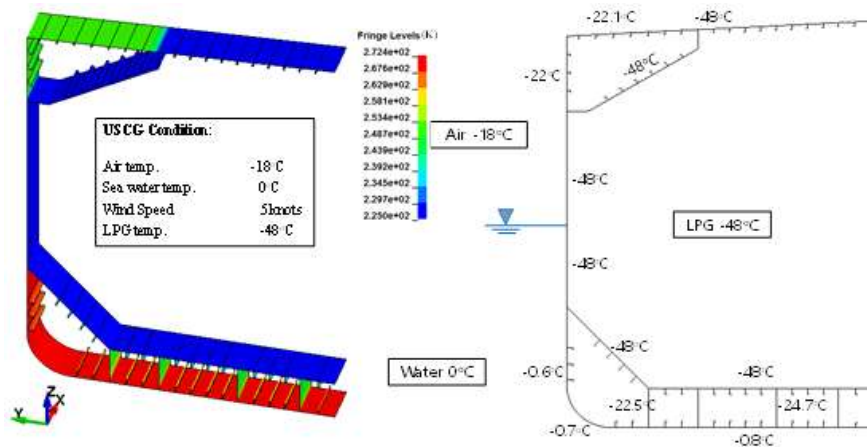 Fringe Levels(K)
2.724e+02
2.676e+02
2.629e+02
2.581e+02
2.534e+02
2.487e+02
2.439e+02
2.392e+02
2.345e+02
2.297e+02
2.250e+02
USCG Condition:
Air temp. -18°C
Sea water temp. 0°C
Wind Speed 5knots
LPG temp. -48°C
Z
X
Y
-22.1°C
-48°C
-22°C
-48°C
Air -18°C
-48°C
LPG -48°C
-48°C
Water 0°C
-0.6°C
-48°C
-48°C
-22.5°C
-24.7°C
-0.7°C
-0.8°C